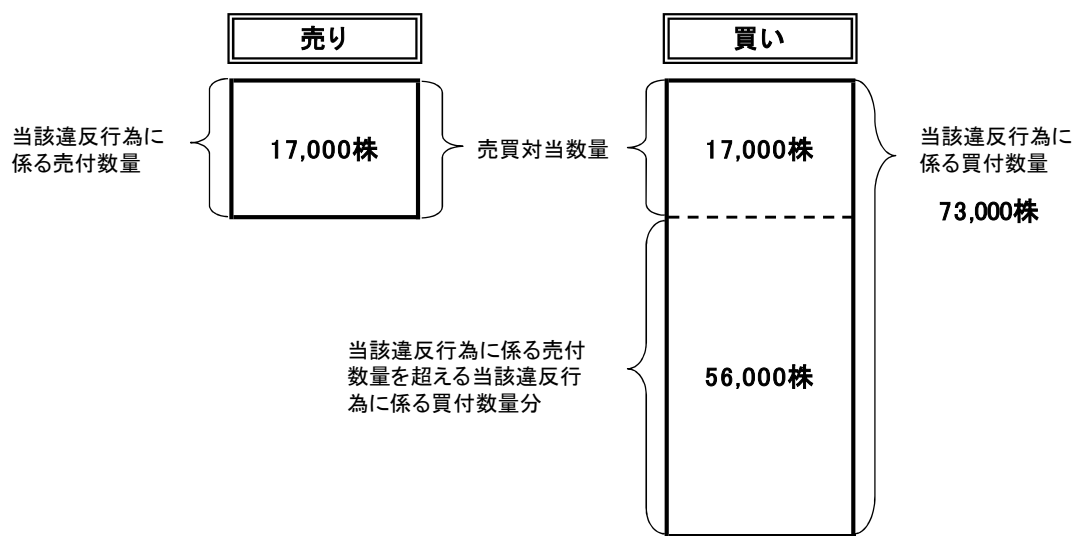 売り
買い
当該違反行為に
係る売付数量
17,000株
売買対当数量
17,000株
当該違反行為に
係る買付数量
73,000株
当該違反行為に係る売付
数量を超える当該違反行
為に係る買付数量分
56,000株